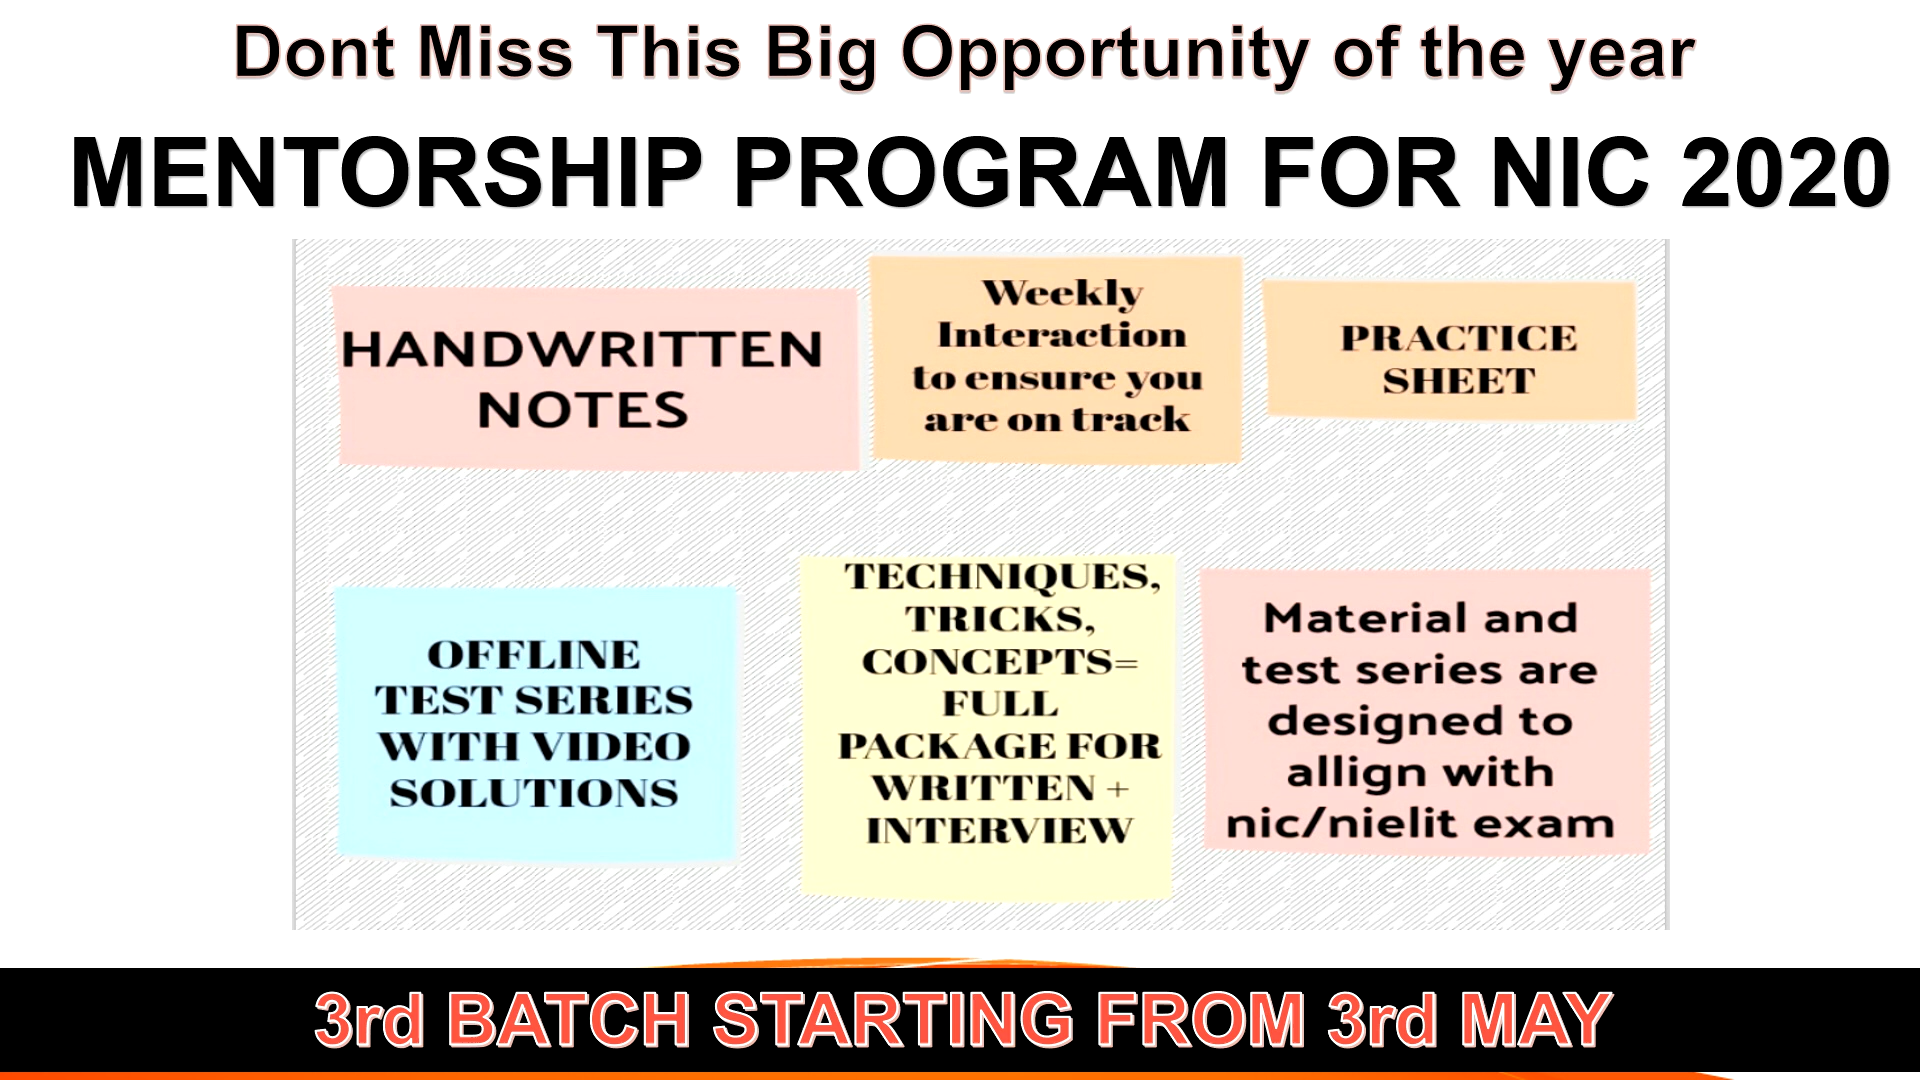 Dont Miss This Big Opportunity of the year
MENTORSHIP PROGRAM FOR NIC 2020
HANDWRITTEN
NOTES
Weekly
Interaction
to ensure you
are on track
PRACTICE
SHEET
OFFLINE
TEST SERIES
WITH VIDEO
SOLUTIONS
TECHNIQUES,
TRICKS,
CONCEPTS=
FULL
PACKAGE FOR
WRITTEN +
INTERVIEW
Material and
test series are
designed to
allign with
nic/nielit exam
3rd BATCH STARTING FROM 3rd MAY